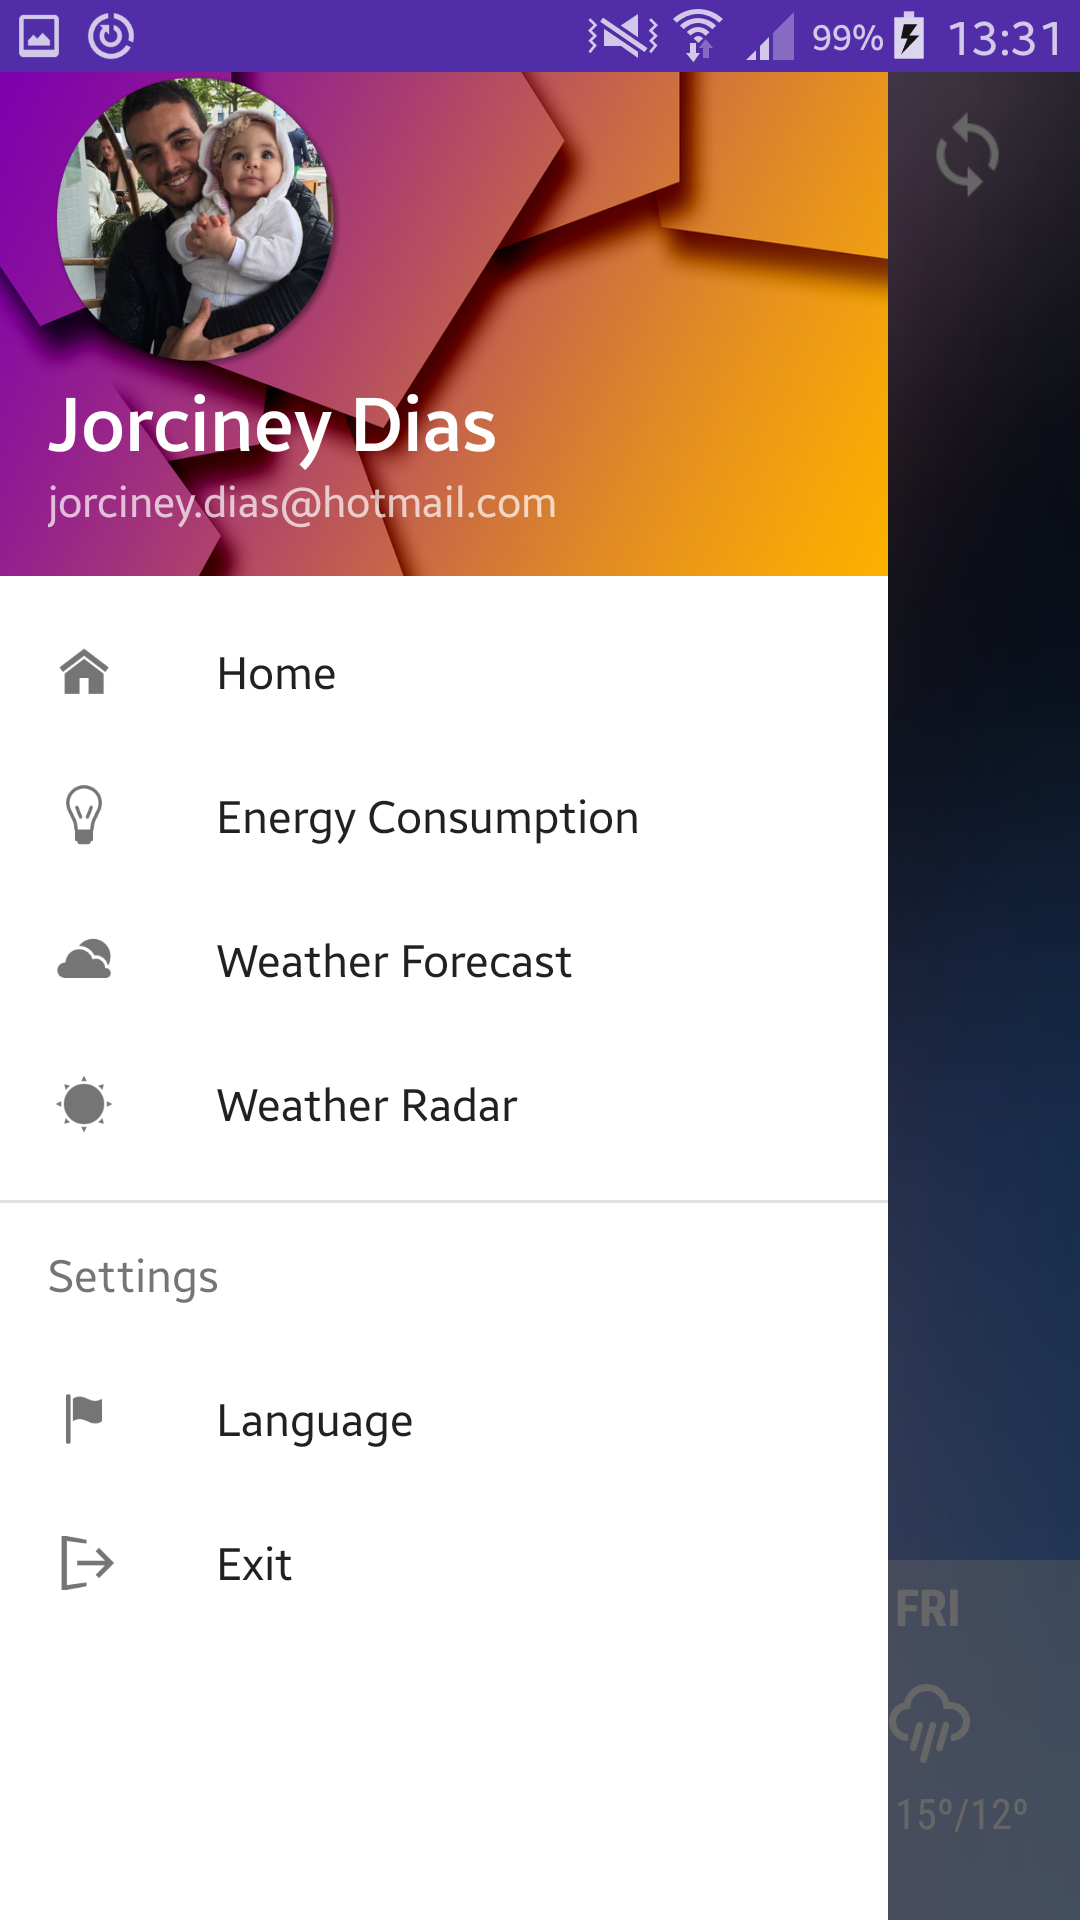 99% 13:31
Jorciney Dias
jorciney.dias@hotmail.com
Home
Energy Consumption
Weather Forecast
Weather Radar
Settings
Language
Exit
FRI
15º/12º